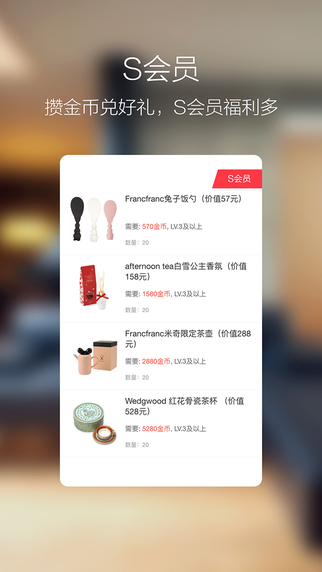 S会员
攒金币兑好礼，S会员福利多
S会员
Francfranc兔子饭勺（价值57元）
需要: 570金币, LV.3及以上
数量：20
afternoon tea白雪公主香氛（价值
158元）
需要: 1580金币, LV.3及以上
数量：20
Francfranc米奇限定茶壶（价值288
元）
需要: 2880金币, LV.3及以上
数量：20
Wedgwood 红花骨瓷茶杯 （价值
528元）
需要: 5280金币, LV.3及以上
数量：20